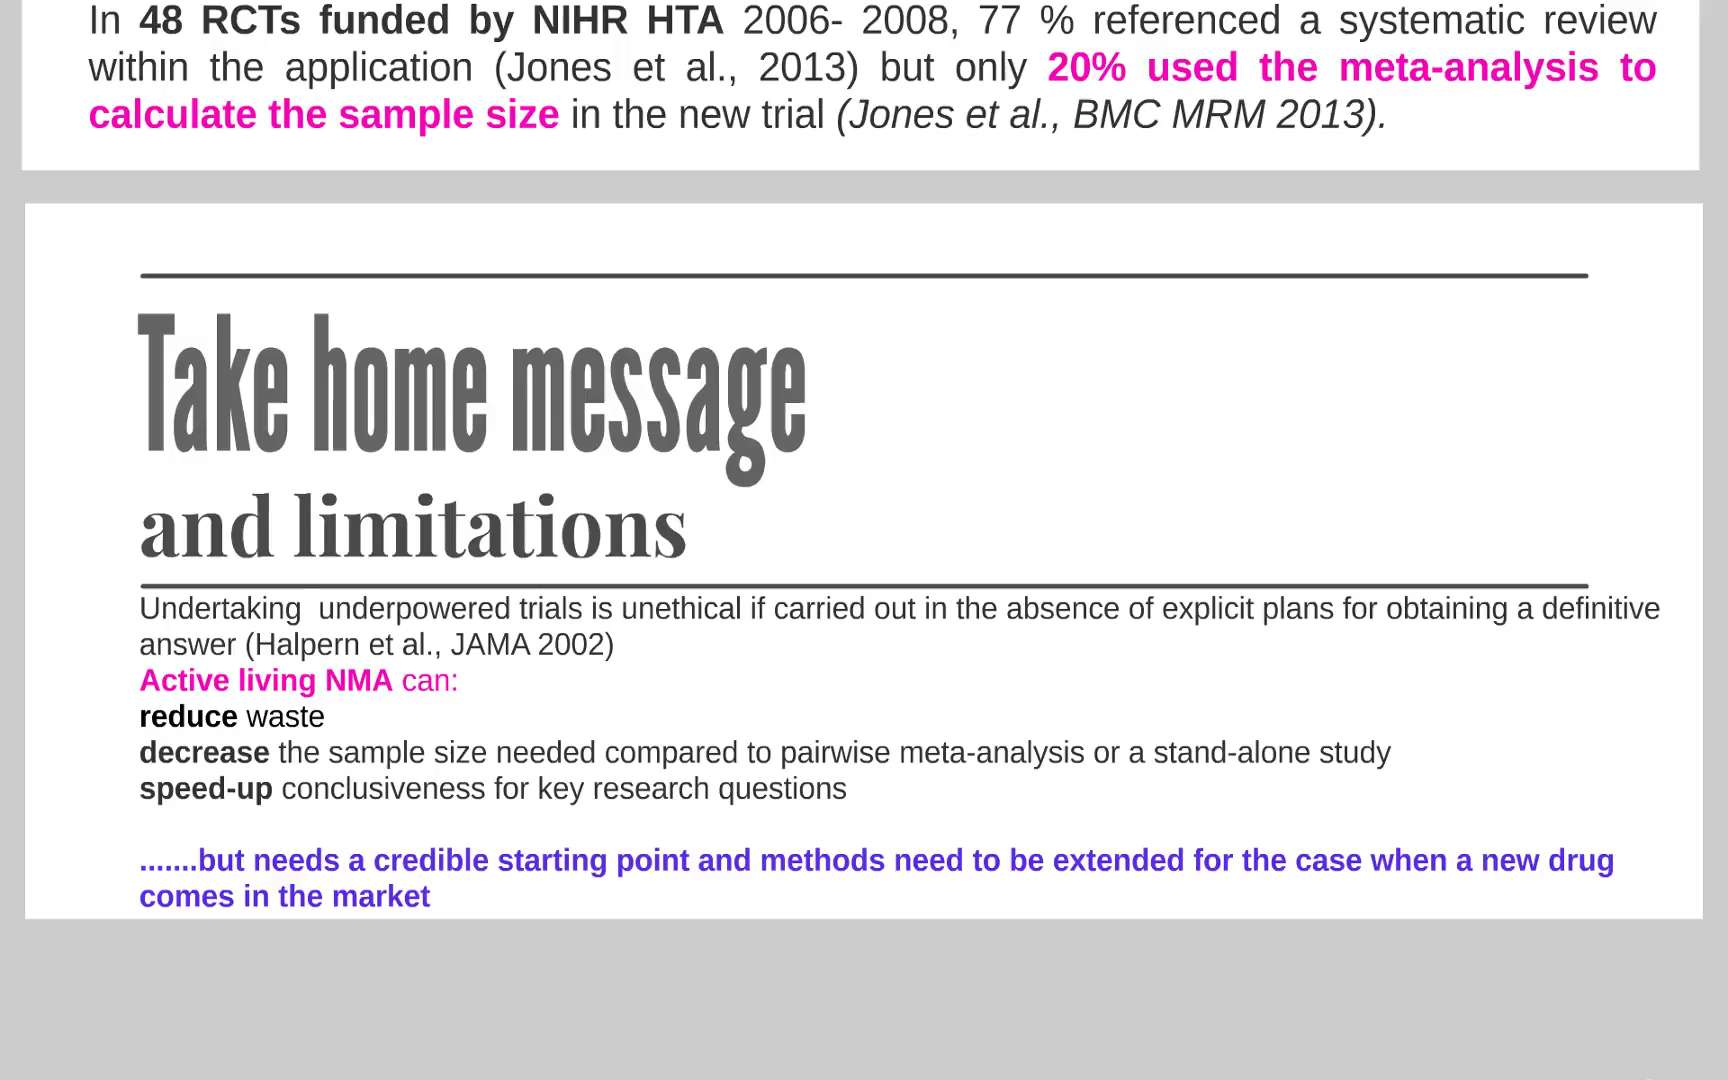 In 48 RCTs funded by NIHR HTA 2006- 2008, 77 % referenced a systematic review
within the application (Jones et al., 2013) but only 20% used the meta-analysis to
calculate the sample size in the new trial (Jones et al., BMC MRM 2013).
Take home message
and limitations
Undertaking  underpowered trials is unethical if carried out in the absence of explicit plans for obtaining a definitive
answer (Halpern et al., JAMA 2002)
Active living NMA can:
reduce waste
decrease the sample size needed compared to pairwise meta-analysis or a stand-alone study
speed-up conclusiveness for key research questions
.......but needs a credible starting point and methods need to be extended for the case when a new drug
comes in the market